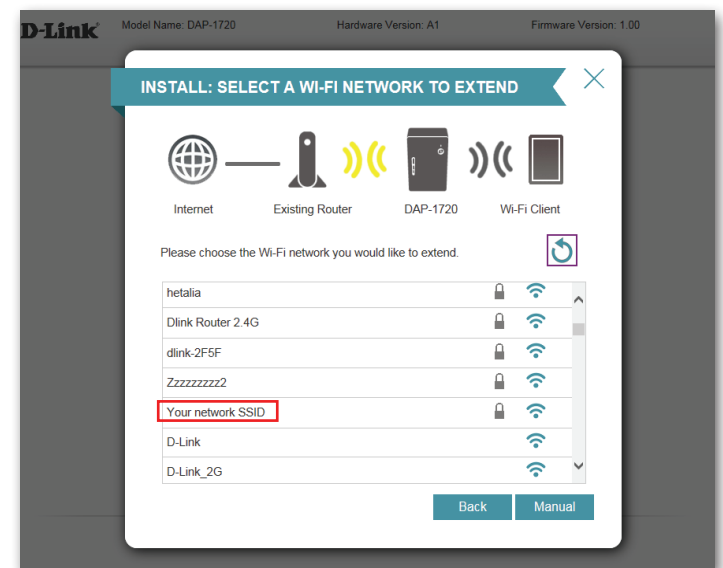 D-Link
Model Name: DAP-1720 Hardware Version: A1 Firmware Version: 1.00
INSTALL: SELECT A WI-FI NETWORK TO EXTEND
Internet Existing Router DAP-1720 Wi-Fi Client
Please choose the Wi-Fi network you would like to extend.
hetalia
Dlink Router 2.4G
dlink-2F5F
Zzzzzzzzz2
Your network SSID
D-Link
D-Link_2G
Back Manual